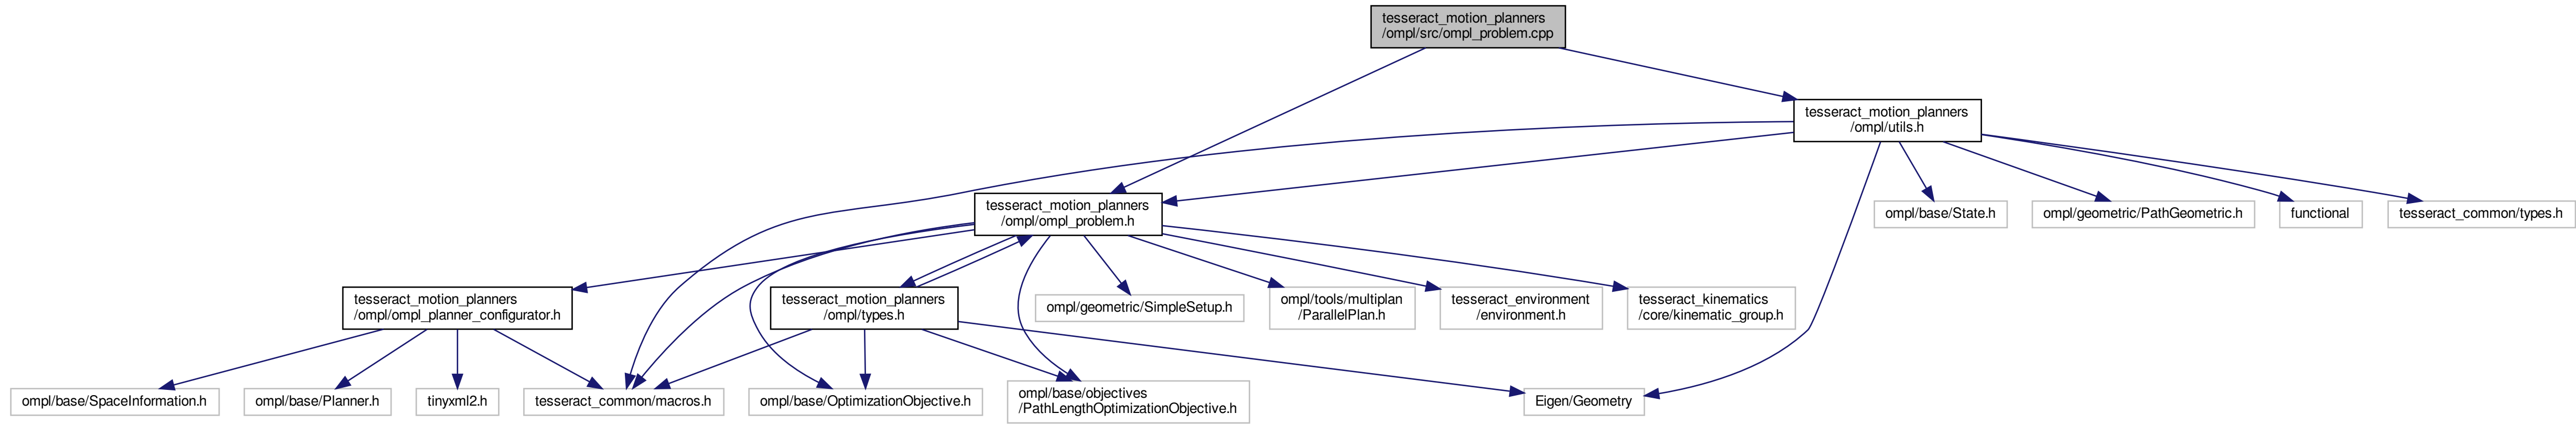 tesseract_motion_planners
/ompl/src/ompl_problem.cpp
tesseract_motion_planners
/ompl/utils.h
tesseract_motion_planners
/ompl/ompl_problem.h
ompl/base/State.h
ompl/geometric/PathGeometric.h
functional
tesseract_common/types.h
tesseract_motion_planners
/ompl/ompl_planner_configurator.h
tesseract_motion_planners
/ompl/types.h
ompl/geometric/SimpleSetup.h
ompl/tools/multiplan
/ParallelPlan.h
tesseract_environment
/environment.h
tesseract_kinematics
/core/kinematic_group.h
ompl/base/SpaceInformation.h
ompl/base/Planner.h
tinyxml2.h
tesseract_common/macros.h
ompl/base/OptimizationObjective.h
ompl/base/objectives
/PathLengthOptimizationObjective.h
Eigen/Geometry